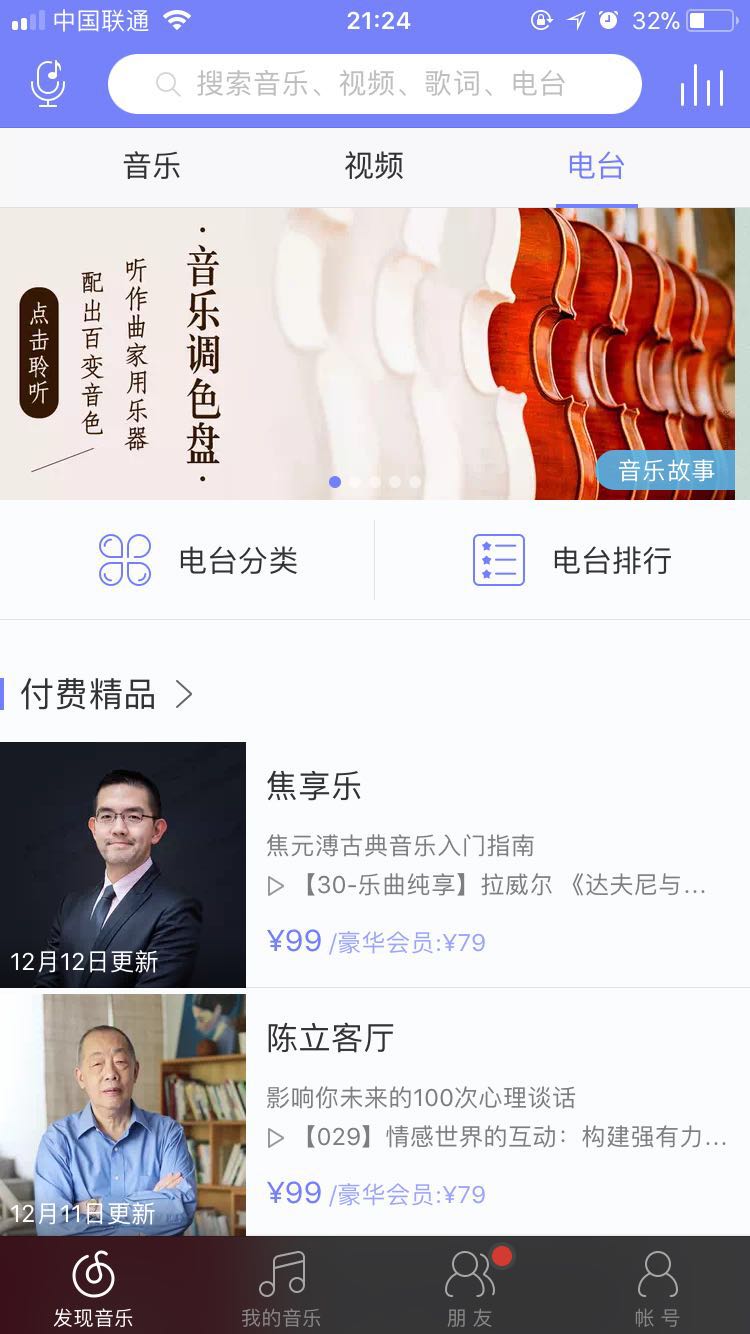 中国联通
21:24
32%
搜索音乐、视频、歌词、电台
音乐
视频
电台
·音乐调色盘·
听作曲家用乐器
配出百变音色
点击聆听
音乐故事
电台分类
电台排行
付费精品
焦享乐
焦元溥古典音乐入门指南
【30-乐曲纯享】拉威尔 《达夫尼与...
¥99 /豪华会员:¥79
12月12日更新
陈立客厅
影响你未来的100次心理谈话
【029】情感世界的互动：构建强有力...
¥99 /豪华会员:¥79
12月11日更新
发现音乐
我的音乐
朋友
帐号